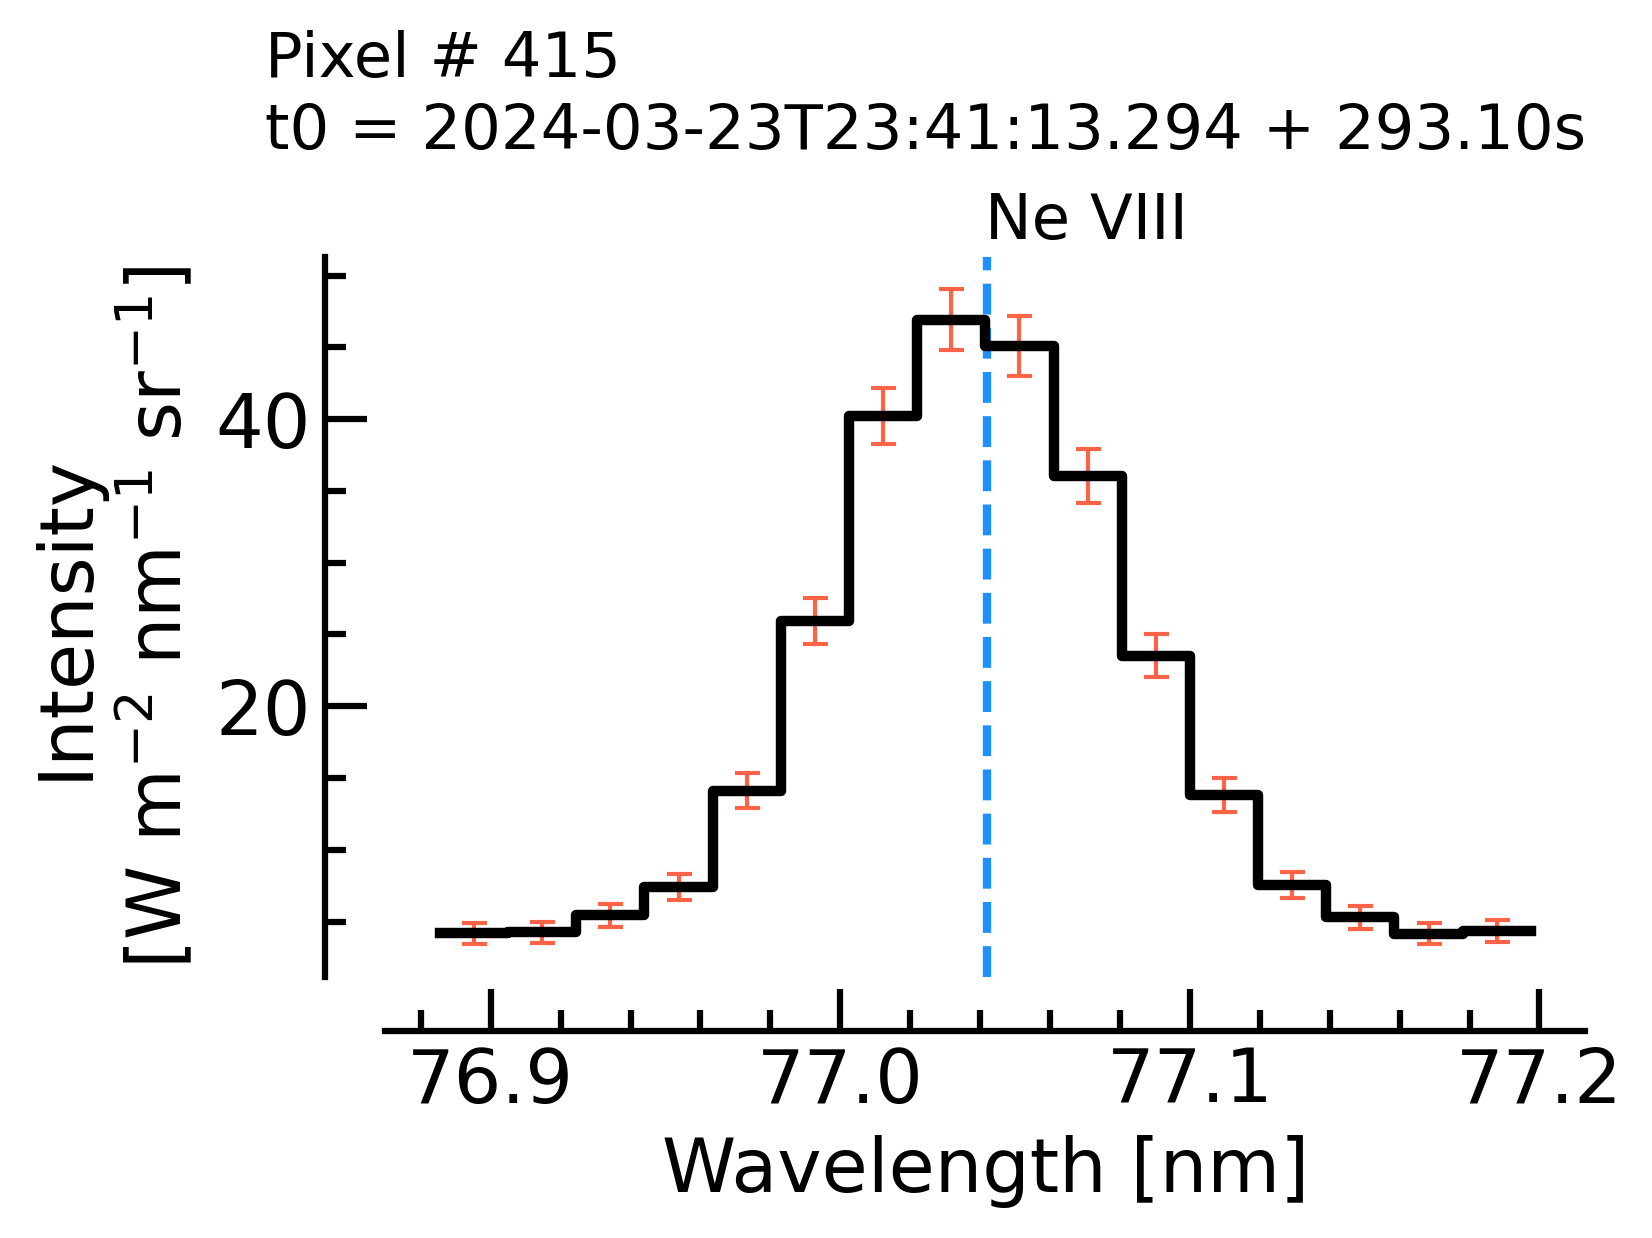 Pixel # 415
t0 = 2024-03-23T23:41:13.294 + 293.10s
Ne VIII
Intensity
[W m⁻² nm⁻¹ sr⁻¹]
40
20
76.9 77.0 77.1 77.2
Wavelength [nm]